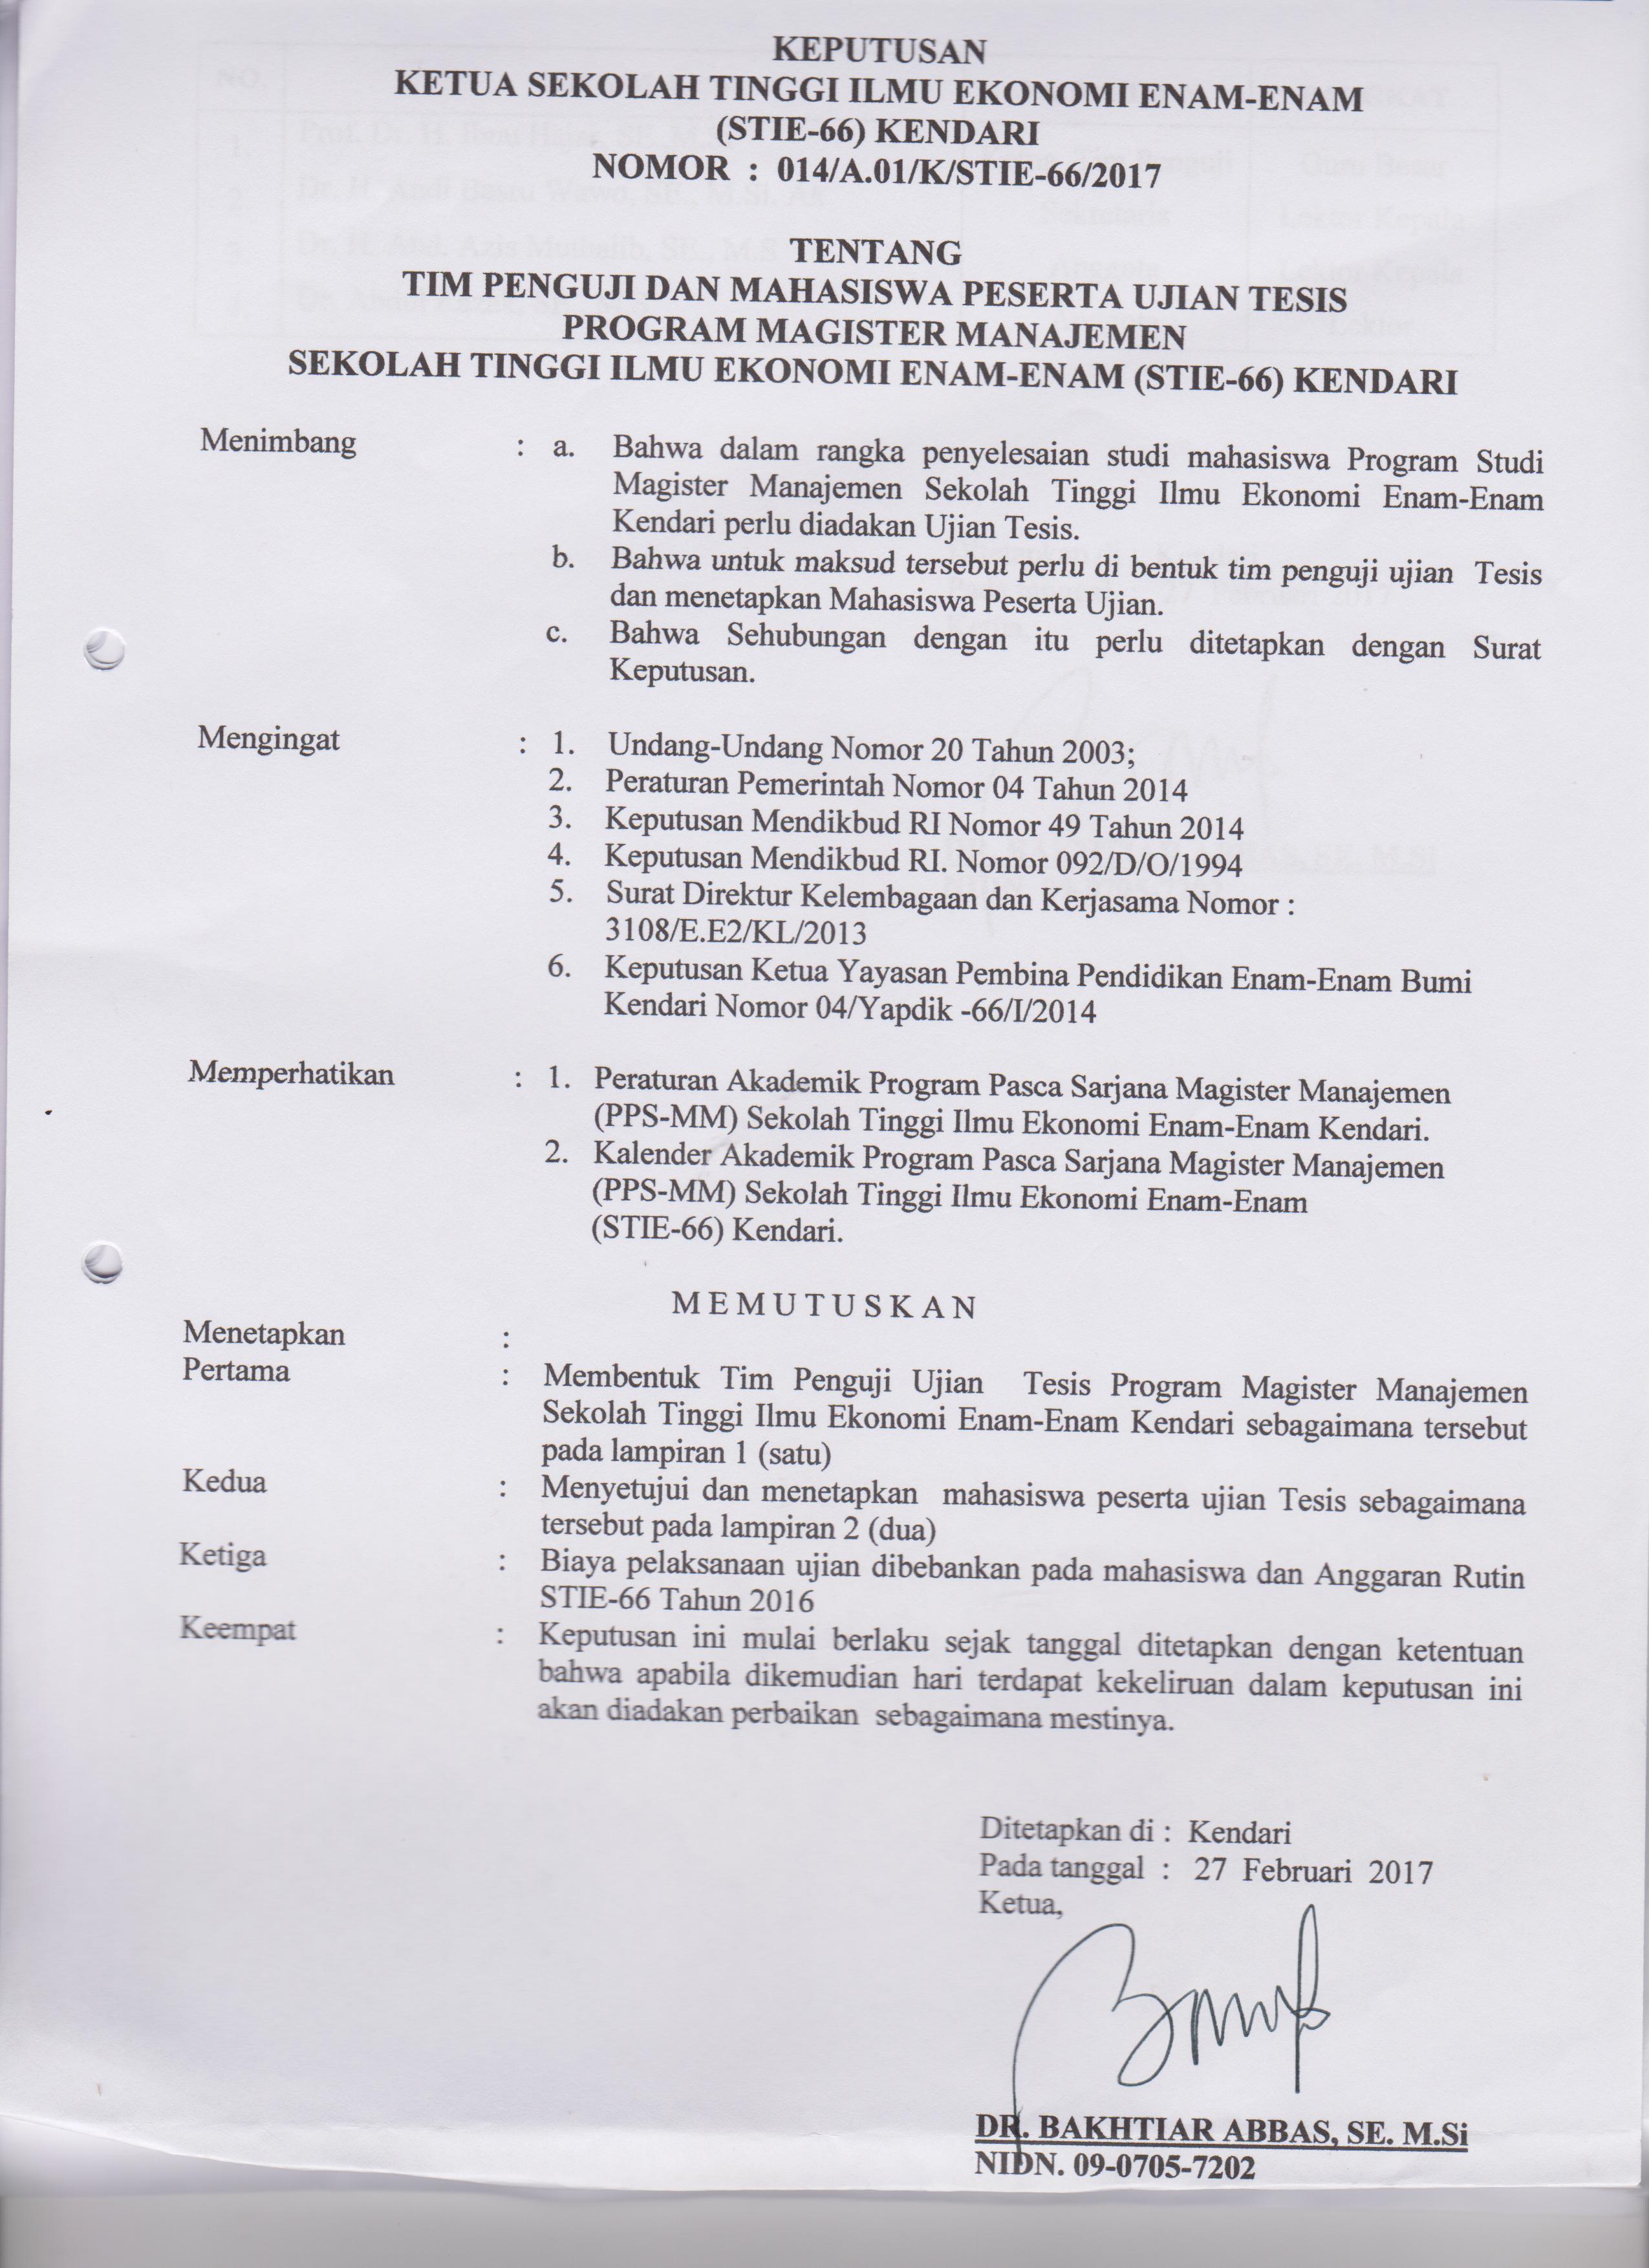 KEPUTUSAN
KETUA SEKOLAH TINGGI ILMU EKONOMI ENAM-ENAM
(STIE-66) KENDARI
NOMOR : 014/A.01/K/STIE-66/2017
TENTANG
TIM PENGUJI DAN MAHASISWA PESERTA UJIAN TESIS
PROGRAM MAGISTER MANAJEMEN
SEKOLAH TINGGI ILMU EKONOMI ENAM-ENAM (STIE-66) KENDARI
Menimbang : a. Bahwa dalam rangka penyelesaian studi mahasiswa Program Studi
Magister Manajemen Sekolah Tinggi Ilmu Ekonomi Enam-Enam
Kendari perlu diadakan Ujian Tesis.
b. Bahwa untuk maksud tersebut perlu di bentuk tim penguji ujian Tesis
dan menetapkan Mahasiswa Peserta Ujian.
c. Bahwa Sehubungan dengan itu perlu ditetapkan dengan Surat
Keputusan.
Mengingat : 1. Undang-Undang Nomor 20 Tahun 2003;
2. Peraturan Pemerintah Nomor 04 Tahun 2014
3. Keputusan Mendikbud RI Nomor 49 Tahun 2014
4. Keputusan Mendikbud RI. Nomor 092/D/O/1994
5. Surat Direktur Kelembagaan dan Kerjasama Nomor :
3108/E.E2/KL/2013
6. Keputusan Ketua Yayasan Pembina Pendidikan Enam-Enam Bumi
Kendari Nomor 04/Yapdik -66/I/2014
Memperhatikan : 1. Peraturan Akademik Program Pasca Sarjana Magister Manajemen
(PPS-MM) Sekolah Tinggi Ilmu Ekonomi Enam-Enam Kendari.
2. Kalender Akademik Program Pasca Sarjana Magister Manajemen
(PPS-MM) Sekolah Tinggi Ilmu Ekonomi Enam-Enam
(STIE-66) Kendari.
M E M U T U S K A N
Menetapkan :
Pertama : Membentuk Tim Penguji Ujian Tesis Program Magister Manajemen
Sekolah Tinggi Ilmu Ekonomi Enam-Enam Kendari sebagaimana tersebut
pada lampiran 1 (satu)
Kedua : Menyetujui dan menetapkan mahasiswa peserta ujian Tesis sebagaimana
tersebut pada lampiran 2 (dua)
Ketiga : Biaya pelaksanaan ujian dibebankan pada mahasiswa dan Anggaran Rutin
STIE-66 Tahun 2016
Keempat : Keputusan ini mulai berlaku sejak tanggal ditetapkan dengan ketentuan
bahwa apabila dikemudian hari terdapat kekeliruan dalam keputusan ini
akan diadakan perbaikan sebagaimana mestinya.
Ditetapkan di : Kendari
Pada tanggal : 27 Februari 2017
Ketua,
DR. BAKHTIAR ABBAS, SE. M.Si
NIDN. 09-0705-7202